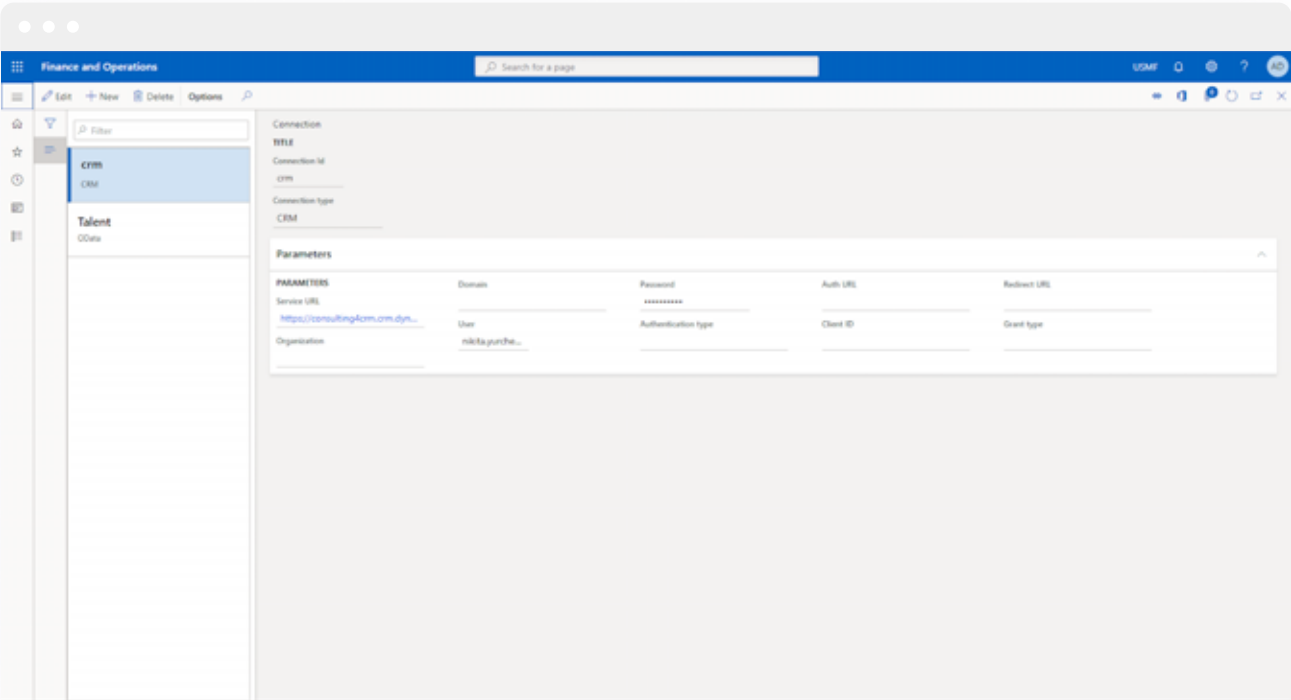 Finance and Operations
Search for a page
USMF
?
AD
Edit
New
Delete
Options
Filter
crm
CRM
Talent
OData
Connection
TITLE
Connection Id
crm
Connection type
CRM
Parameters
PARAMETERS
Service URL
https://consulting4crm.crm.dyn...
Organization
Domain
User
nikita.yurche...
Password
••••••••••
Authentication type
Auth URL
Client ID
Redirect URL
Grant type